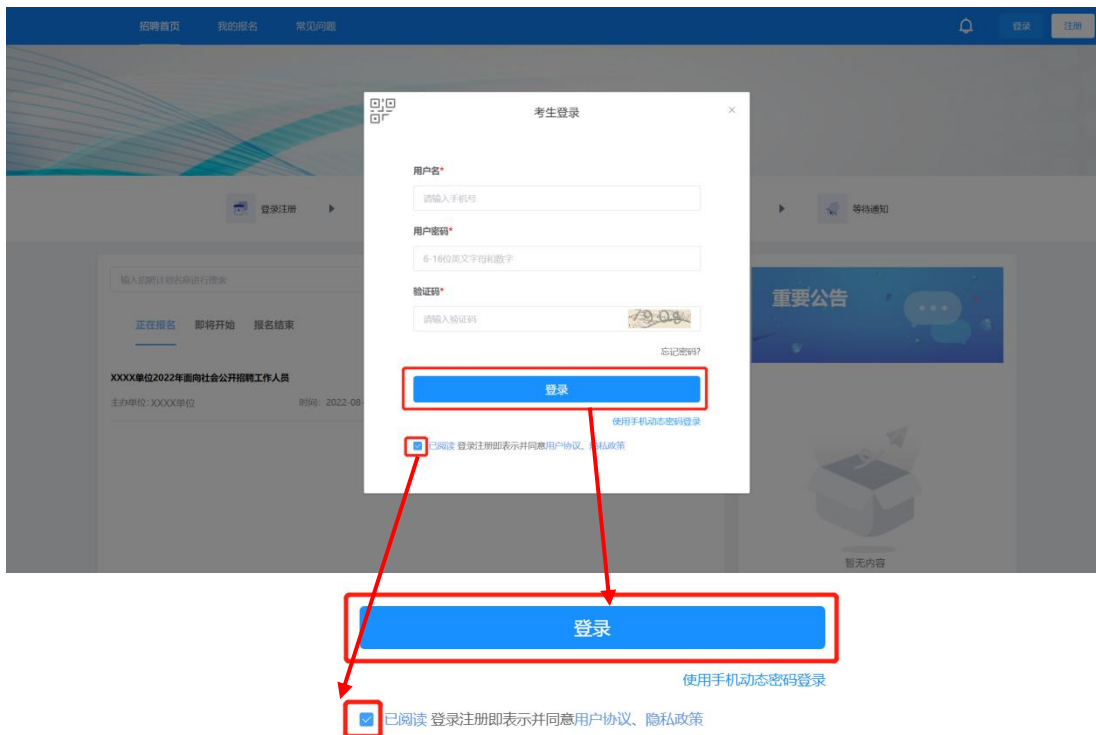 招聘首页 我的报名 常见问题 登录 注册
考生登录
用户名*
请输入手机号
登录注册 等待通知
用户密码*
6-16位英文字母和数字
输入招聘计划名称进行搜索
验证码*
请输入验证码 7908
重要公告
正在报名 即将开始 报名结束
忘记密码?
XXXX单位2022年面向社会公开招聘工作人员
登录
主办单位: XXXX单位 时间: 2022-08-
使用手机动态密码登录
已阅读 登录注册即表示并同意用户协议、隐私政策
暂无内容
登录
使用手机动态密码登录
已阅读 登录注册即表示并同意用户协议、隐私政策